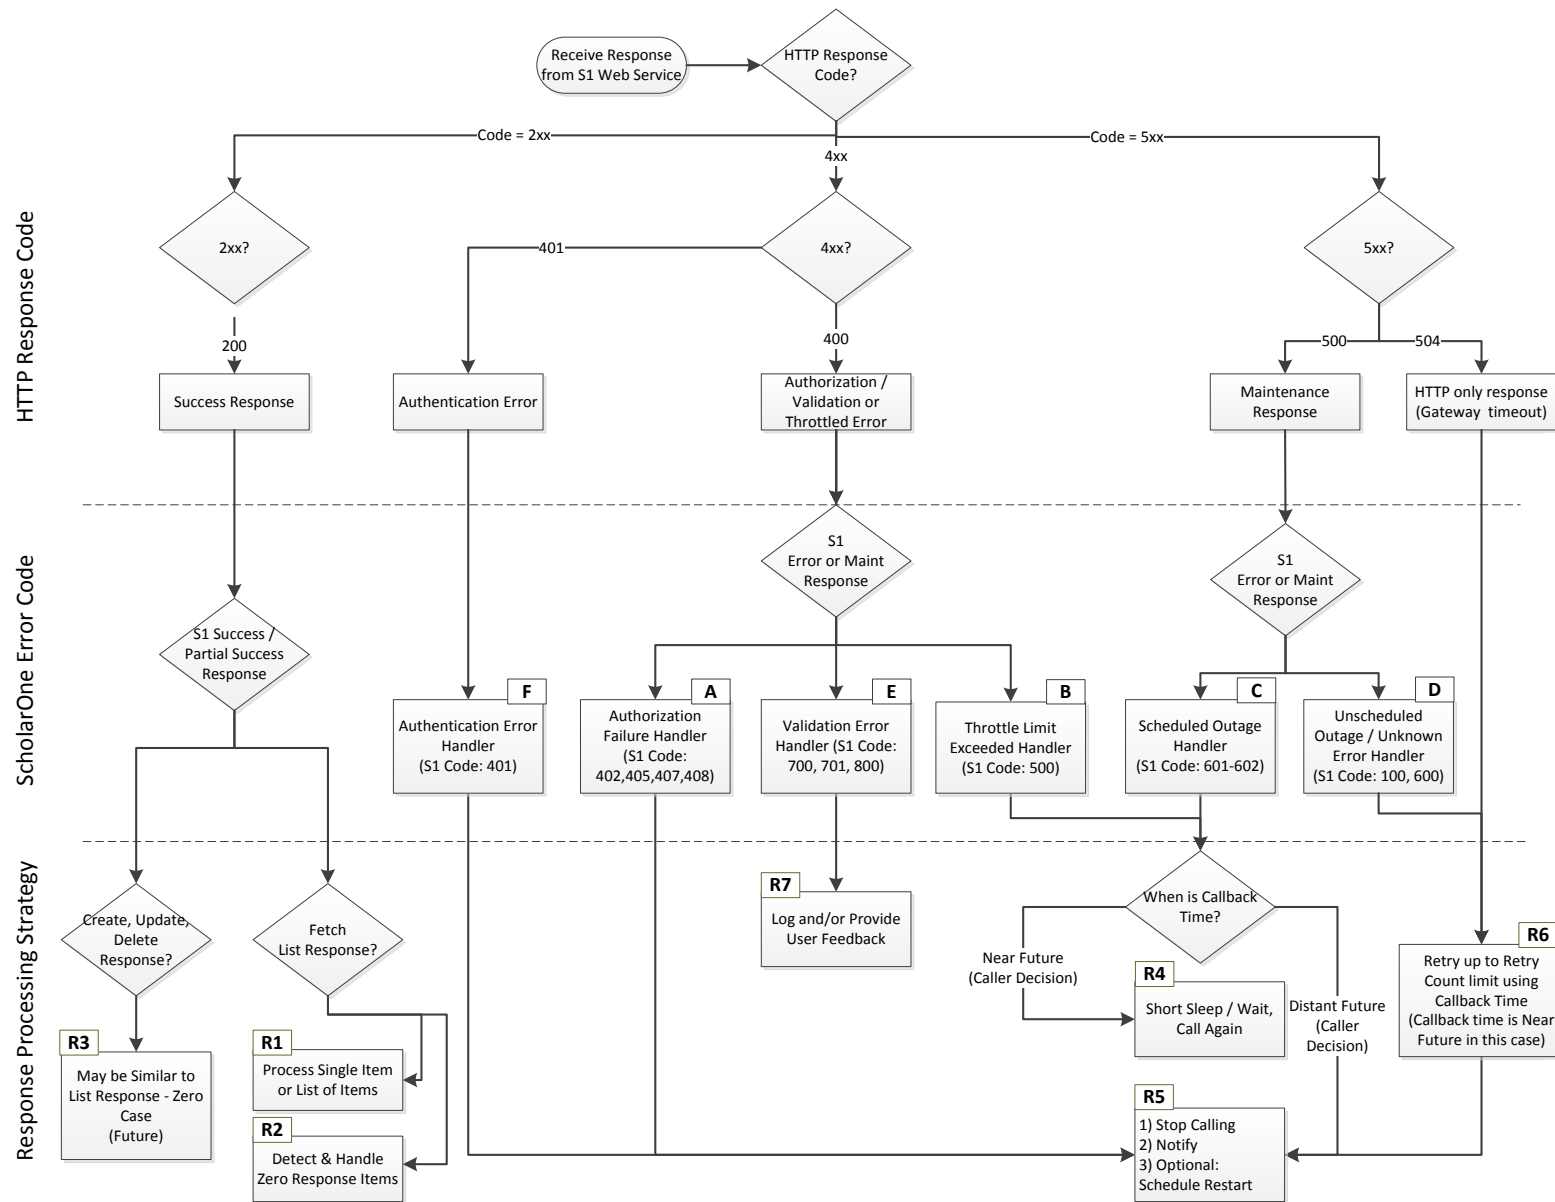 Receive Response
from S1 Web Service
HTTP Response
Code?
Code = 2xx
4xx
Code = 5xx
HTTP Response Code
2xx?
401
4xx?
5xx?
200
400
500
504
Success Response
Authentication Error
Authorization /
Validation or
Throttled Error
Maintenance
Response
HTTP only response
(Gateway timeout)
ScholarOne Error Code
S1 Success /
Partial Success
Response
S1
Error or Maint
Response
S1
Error or Maint
Response
F
Authentication Error
Handler
(S1 Code: 401)
A
Authorization
Failure Handler
(S1 Code:
402,405,407,408)
E
Validation Error
Handler (S1 Code:
700, 701, 800)
B
Throttle Limit
Exceeded Handler
(S1 Code: 500)
C
Scheduled Outage
Handler
(S1 Code: 601-602)
D
Unscheduled
Outage / Unknown
Error Handler
(S1 Code: 100, 600)
Response Processing Strategy
Create, Update,
Delete
Response?
Fetch
List Response?
R7
Log and/or Provide
User Feedback
When is Callback
Time?
Near Future
(Caller Decision)
Distant Future
(Caller
Decision)
R4
Short Sleep / Wait,
Call Again
R6
Retry up to Retry
Count limit using
Callback Time
(Callback time is Near
Future in this case)
R3
May be Similar to
List Response - Zero
Case
(Future)
R1
Process Single Item
or List of Items
R2
Detect & Handle
Zero Response Items
R5
1) Stop Calling
2) Notify
3) Optional:
Schedule Restart